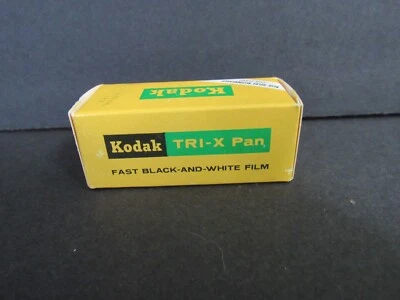 Kodak
Kodak TRI-X Pan
FAST BLACK-AND-WHITE FILM